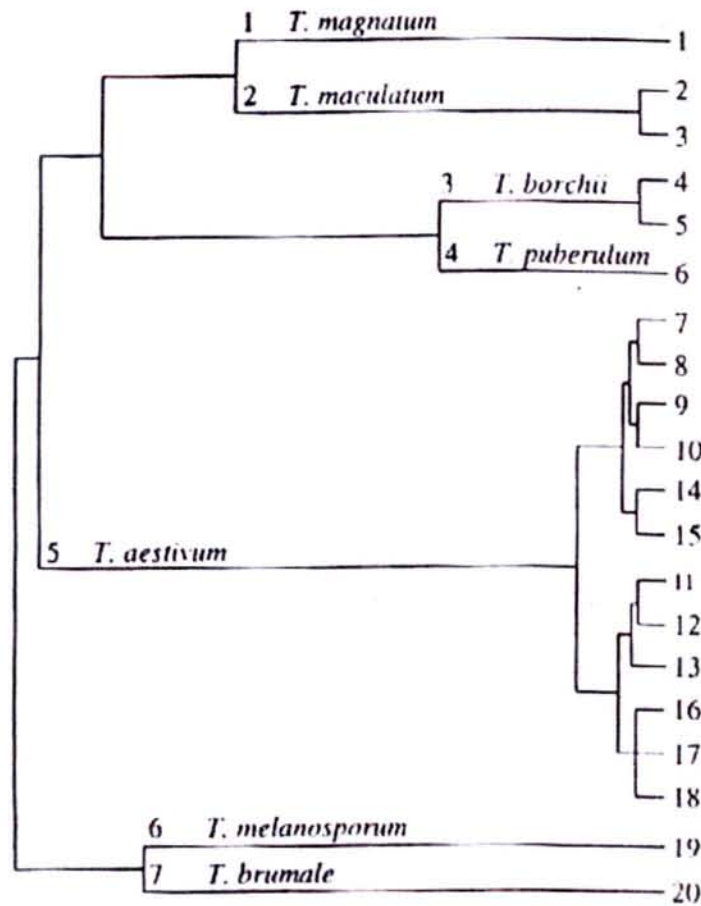 1 T. magnatum
1
2 T. maculatum
2
3
3 T. borchii
4
5
4 T. puberulum
6
7
8
9
10
14
15
5 T. aestivum
11
12
13
16
17
18
6 T. melanosporum
19
7 T. brumale
20